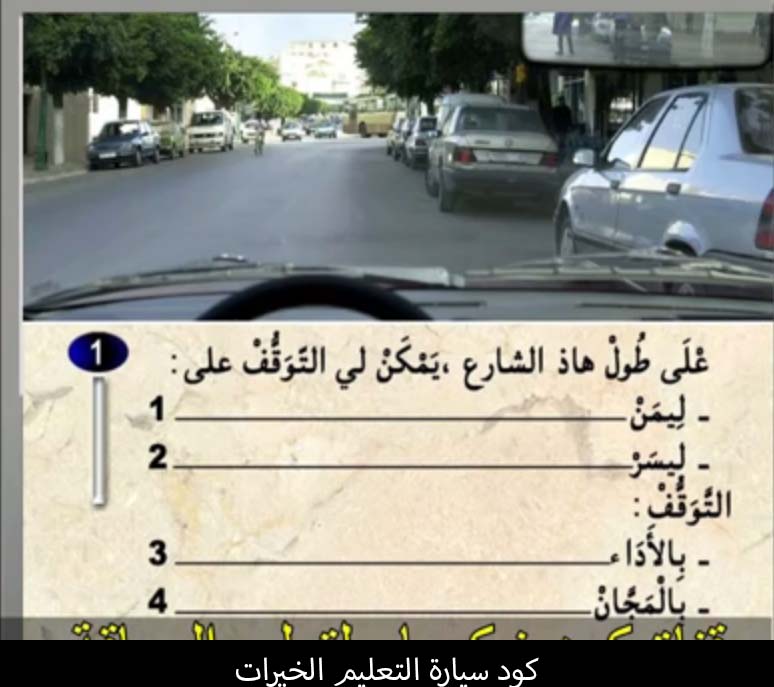 1
عْلَى طُولْ هاذ الشارع ،يَمْكَنْ لي التّوَقُّفْ على :
- لِيمَنْ 1
- لِيسَرْ 2
التَّوَقُّفْ :
- بِالأَدَاء 3
- بِالْمَجَّانْ 4
كود سيارة التعليم الخيرات